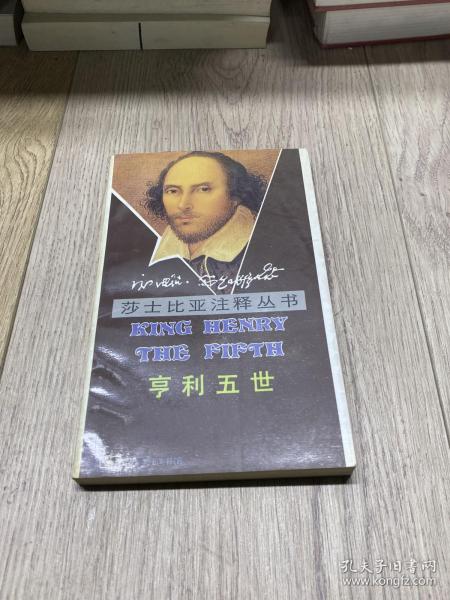 莎士比亚注释丛书
KING HENRY
THE FIFTH
亨利五世
孔夫子旧书网
www.kongfz.com